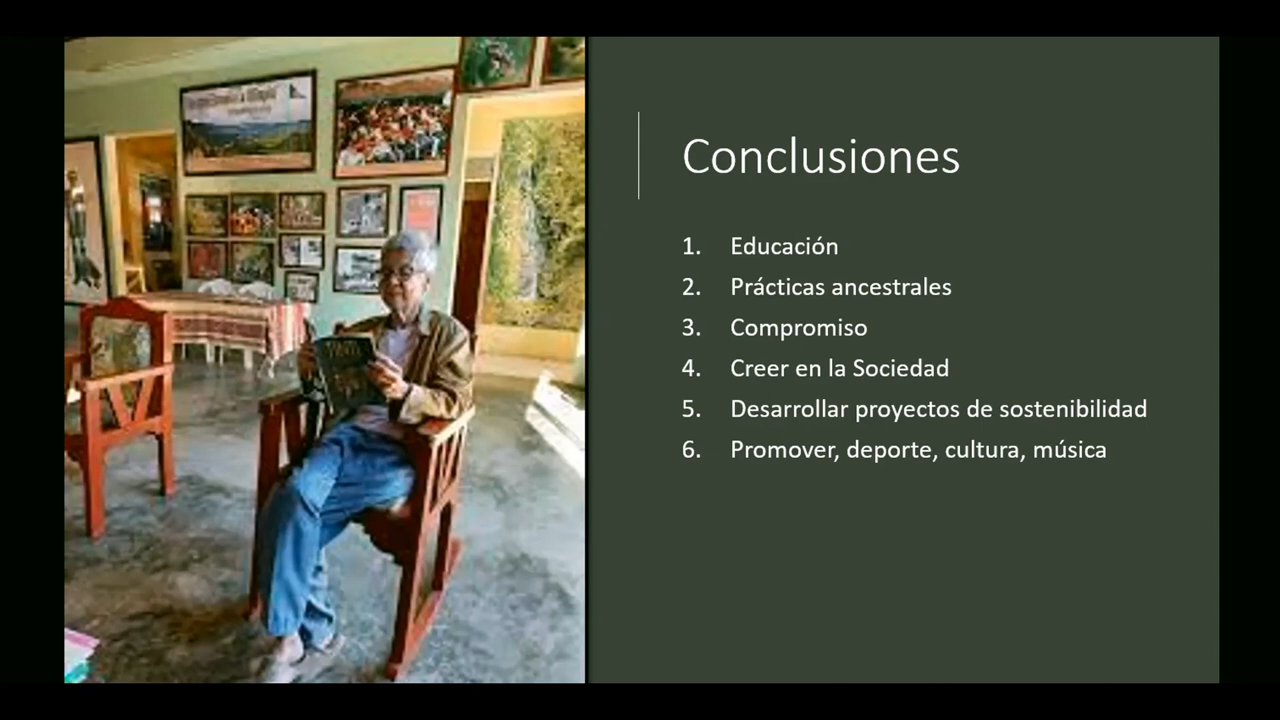 Conclusiones
1. Educación
2. Prácticas ancestrales
3. Compromiso
4. Creer en la Sociedad
5. Desarrollar proyectos de sostenibilidad
6. Promover, deporte, cultura, música